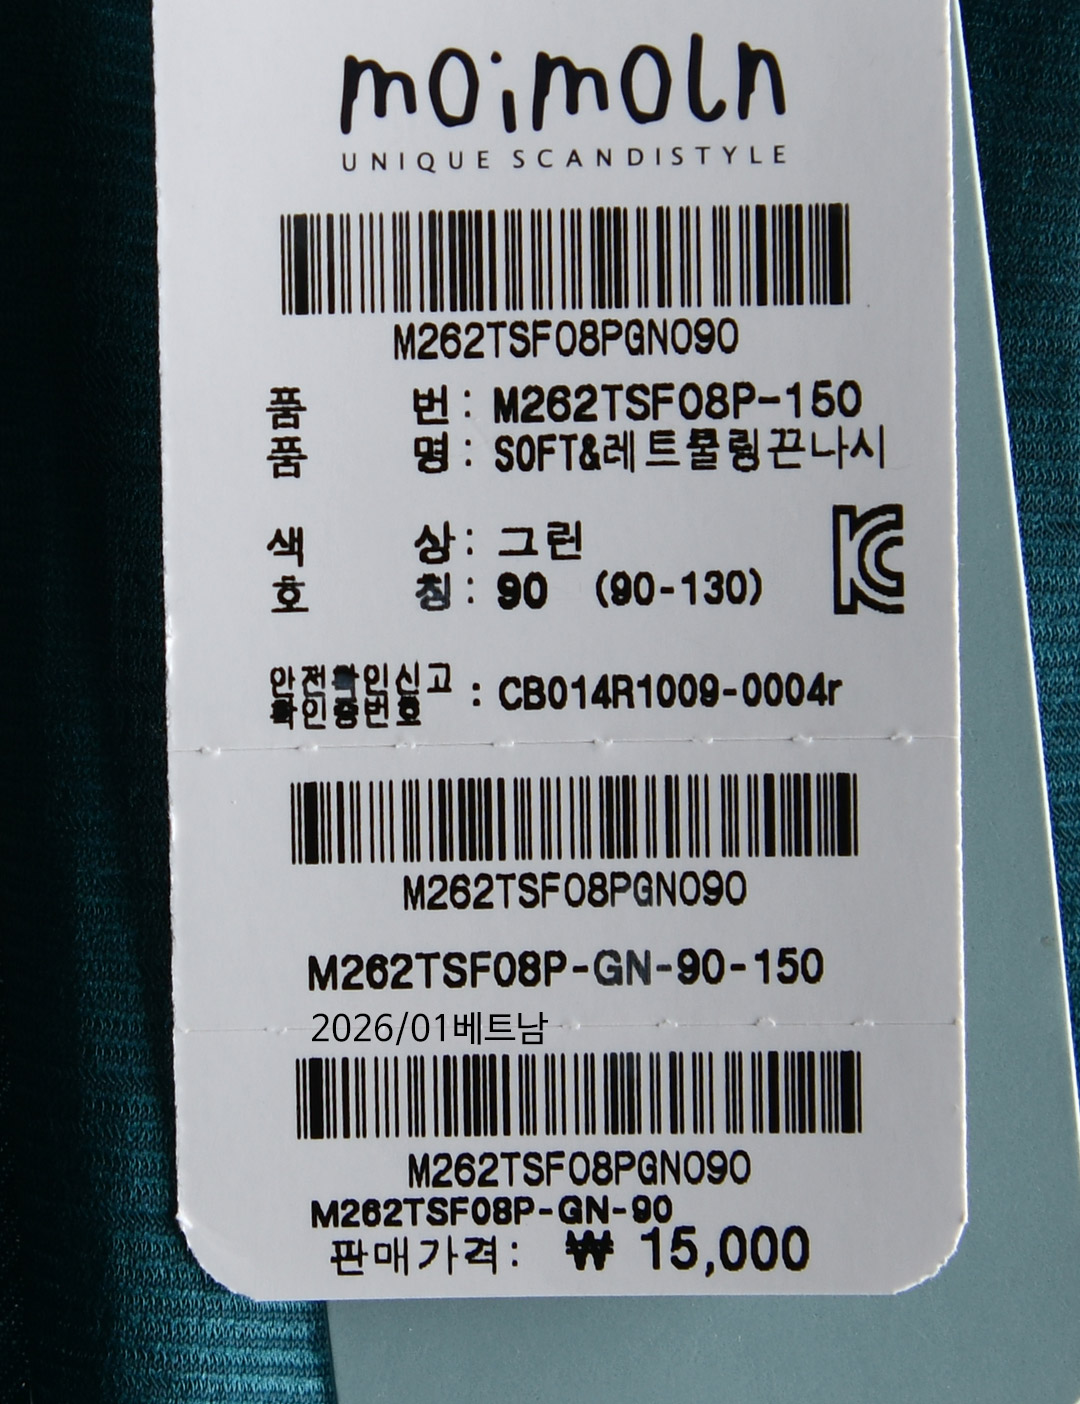 moimoln
UNIQUE SCANDISTYLE
M262TSF08PGN090
품 번 : M262TSF08P-150
품 명 : SOFT&레트쿨링끈나시
색 상 : 그린
호 칭 : 90 (90-130)
KC
안전확인신고
확인증번호 : CB014R1009-0004r
M262TSF08PGN090
M262TSF08P-GN-90-150
2026/01베트남
M262TSF08PGN090
M262TSF08P-GN-90
판매가격 : ₩ 15,000